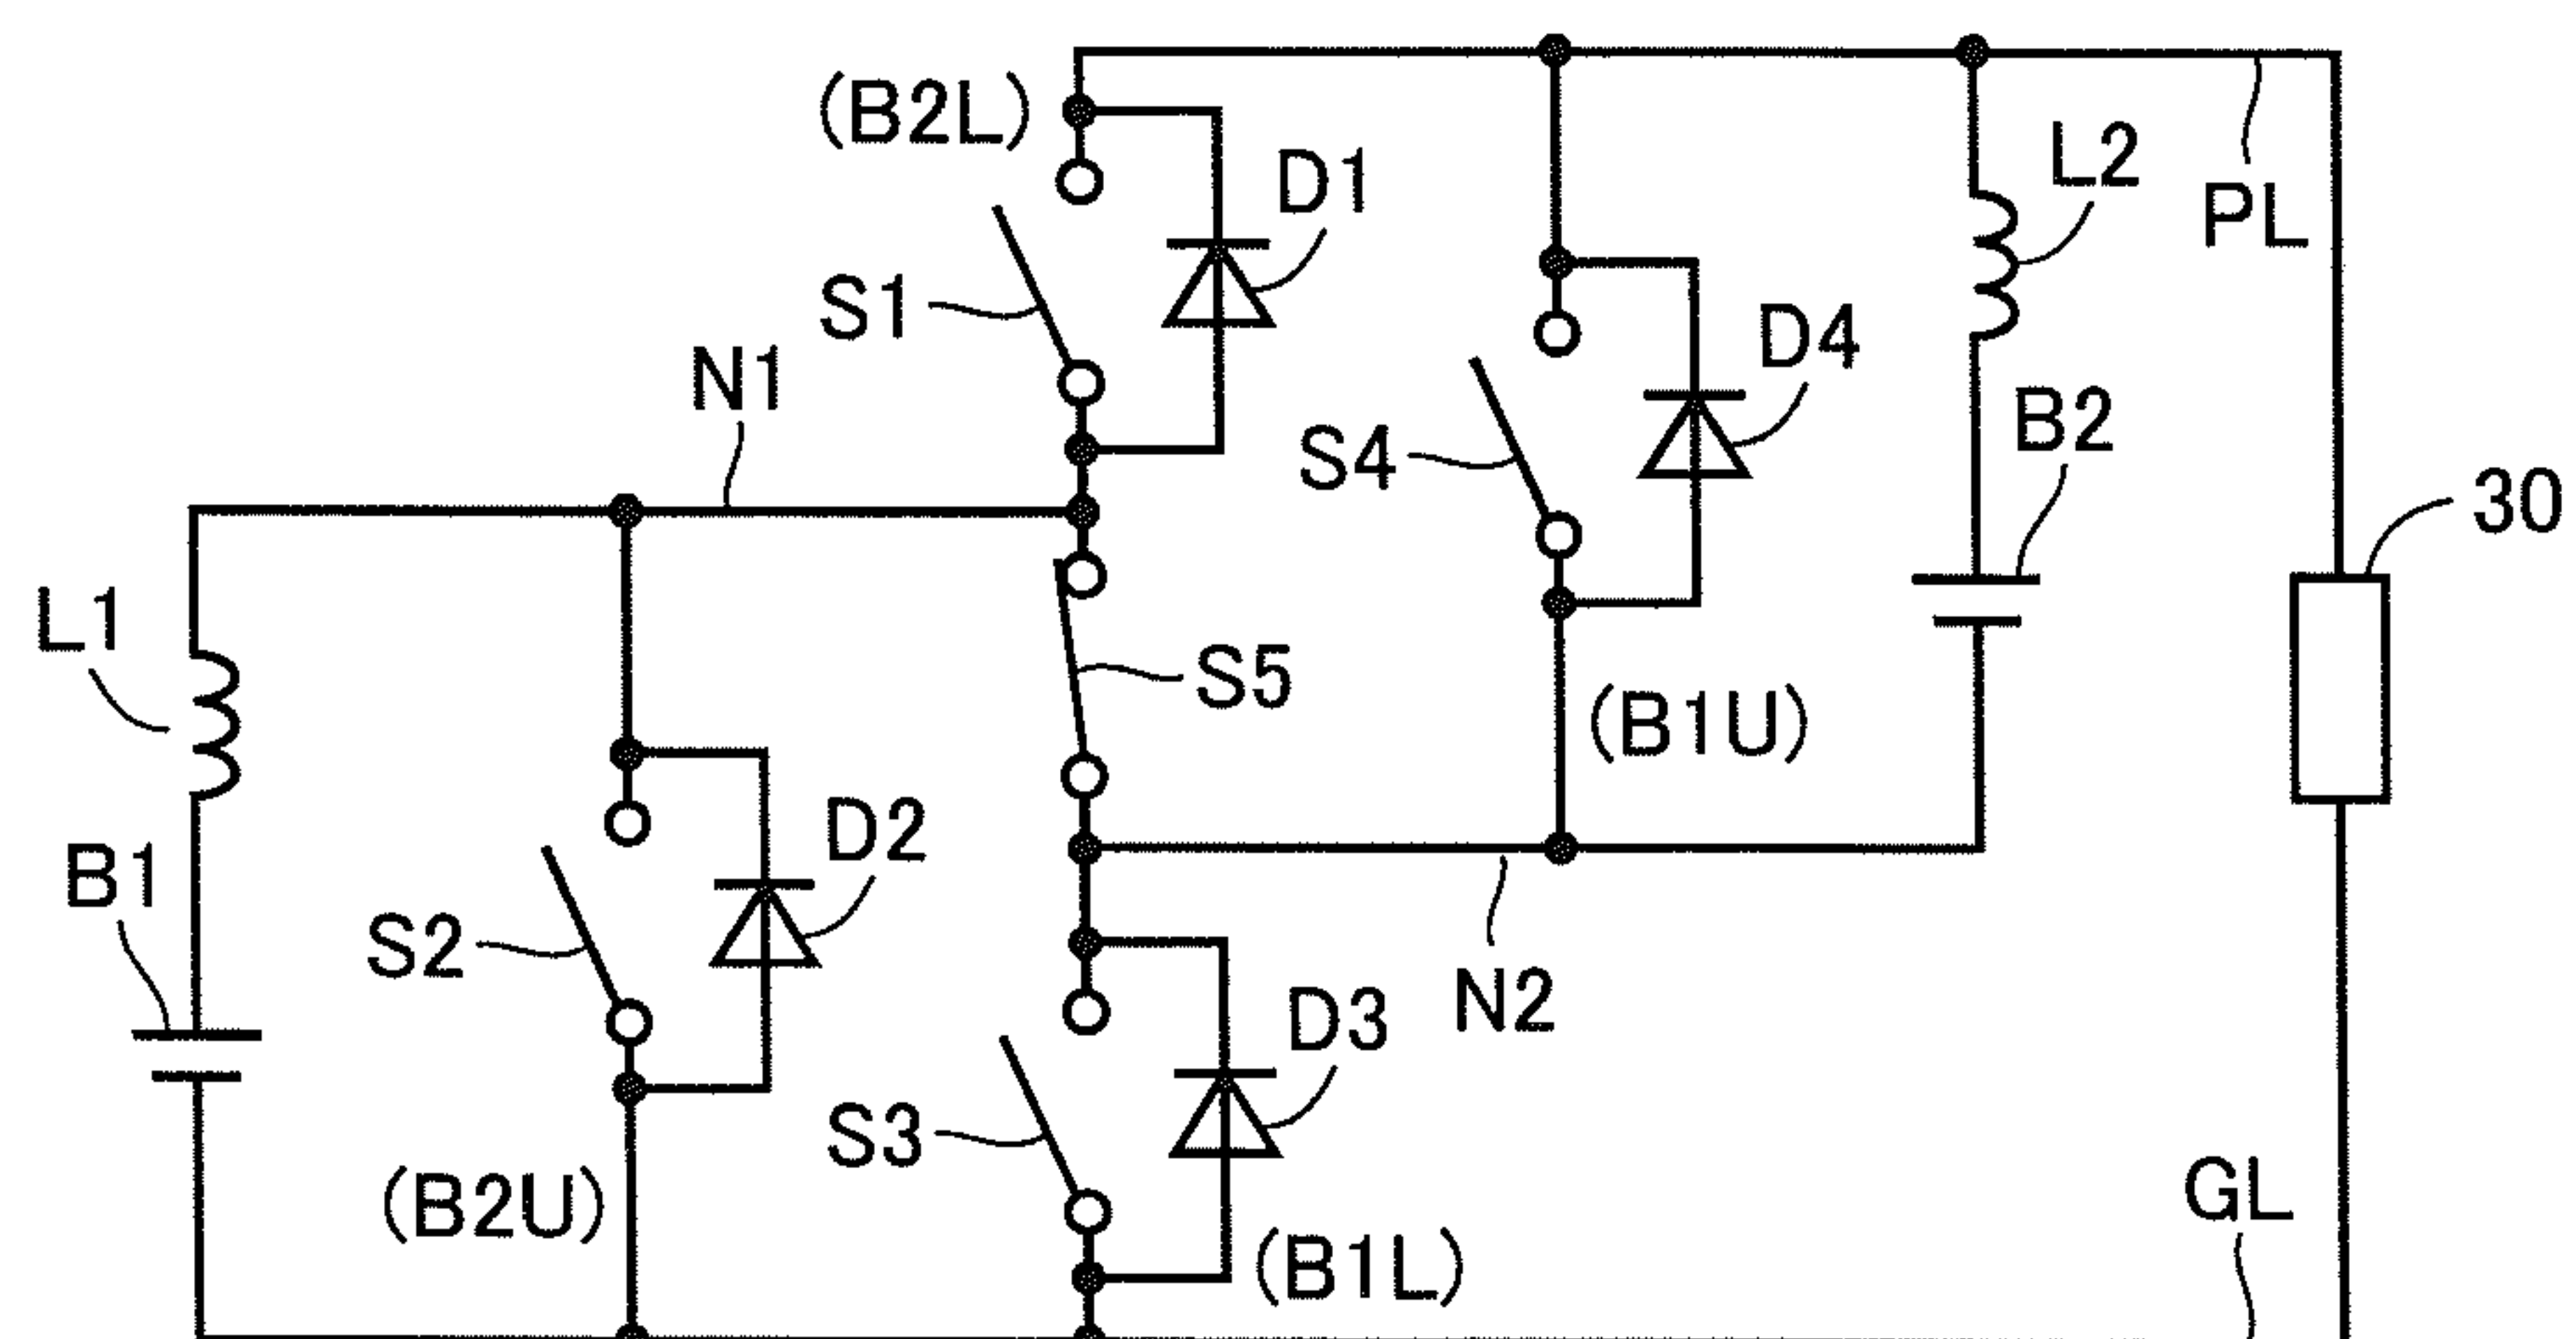 (B2L)
D1
L2
PL
S1
D4
N1
B2
S4
30
L1
S5
(B1U)
D2
B1
S2
N2
D3
S3
GL
(B2U)
(B1L)